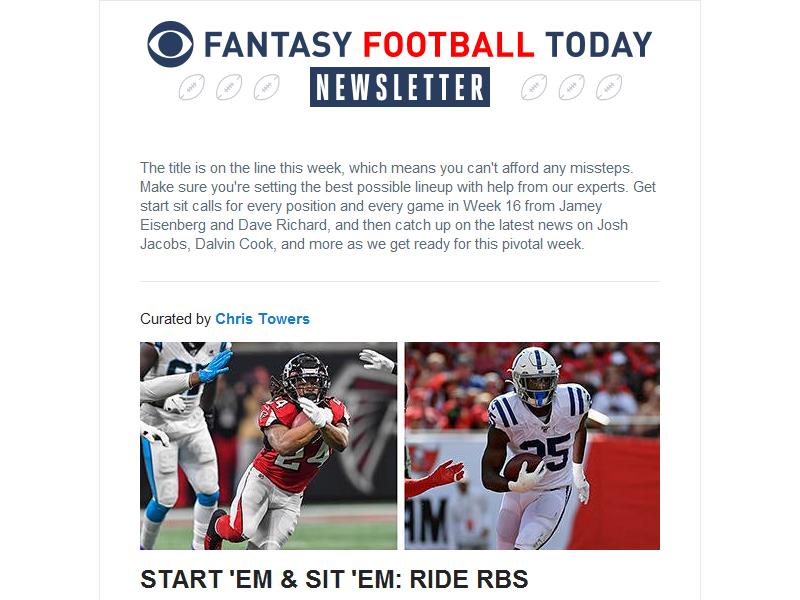 FANTASY FOOTBALL TODAY
NEWSLETTER
The title is on the line this week, which means you can't afford any missteps.
Make sure you're setting the best possible lineup with help from our experts. Get
start sit calls for every position and every game in Week 16 from Jamey
Eisenberg and Dave Richard, and then catch up on the latest news on Josh
Jacobs, Dalvin Cook, and more as we get ready for this pivotal week.
Curated by Chris Towers
24
25
START 'EM & SIT 'EM: RIDE RBS